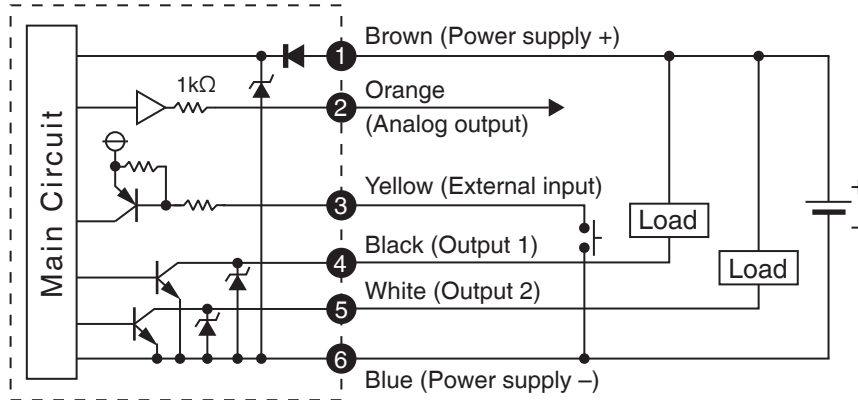 Main Circuit
1kΩ
1
Brown (Power supply +)
2
Orange
(Analog output)
3
Yellow (External input)
4
Black (Output 1)
5
White (Output 2)
6
Blue (Power supply –)
Load
Load
+
–